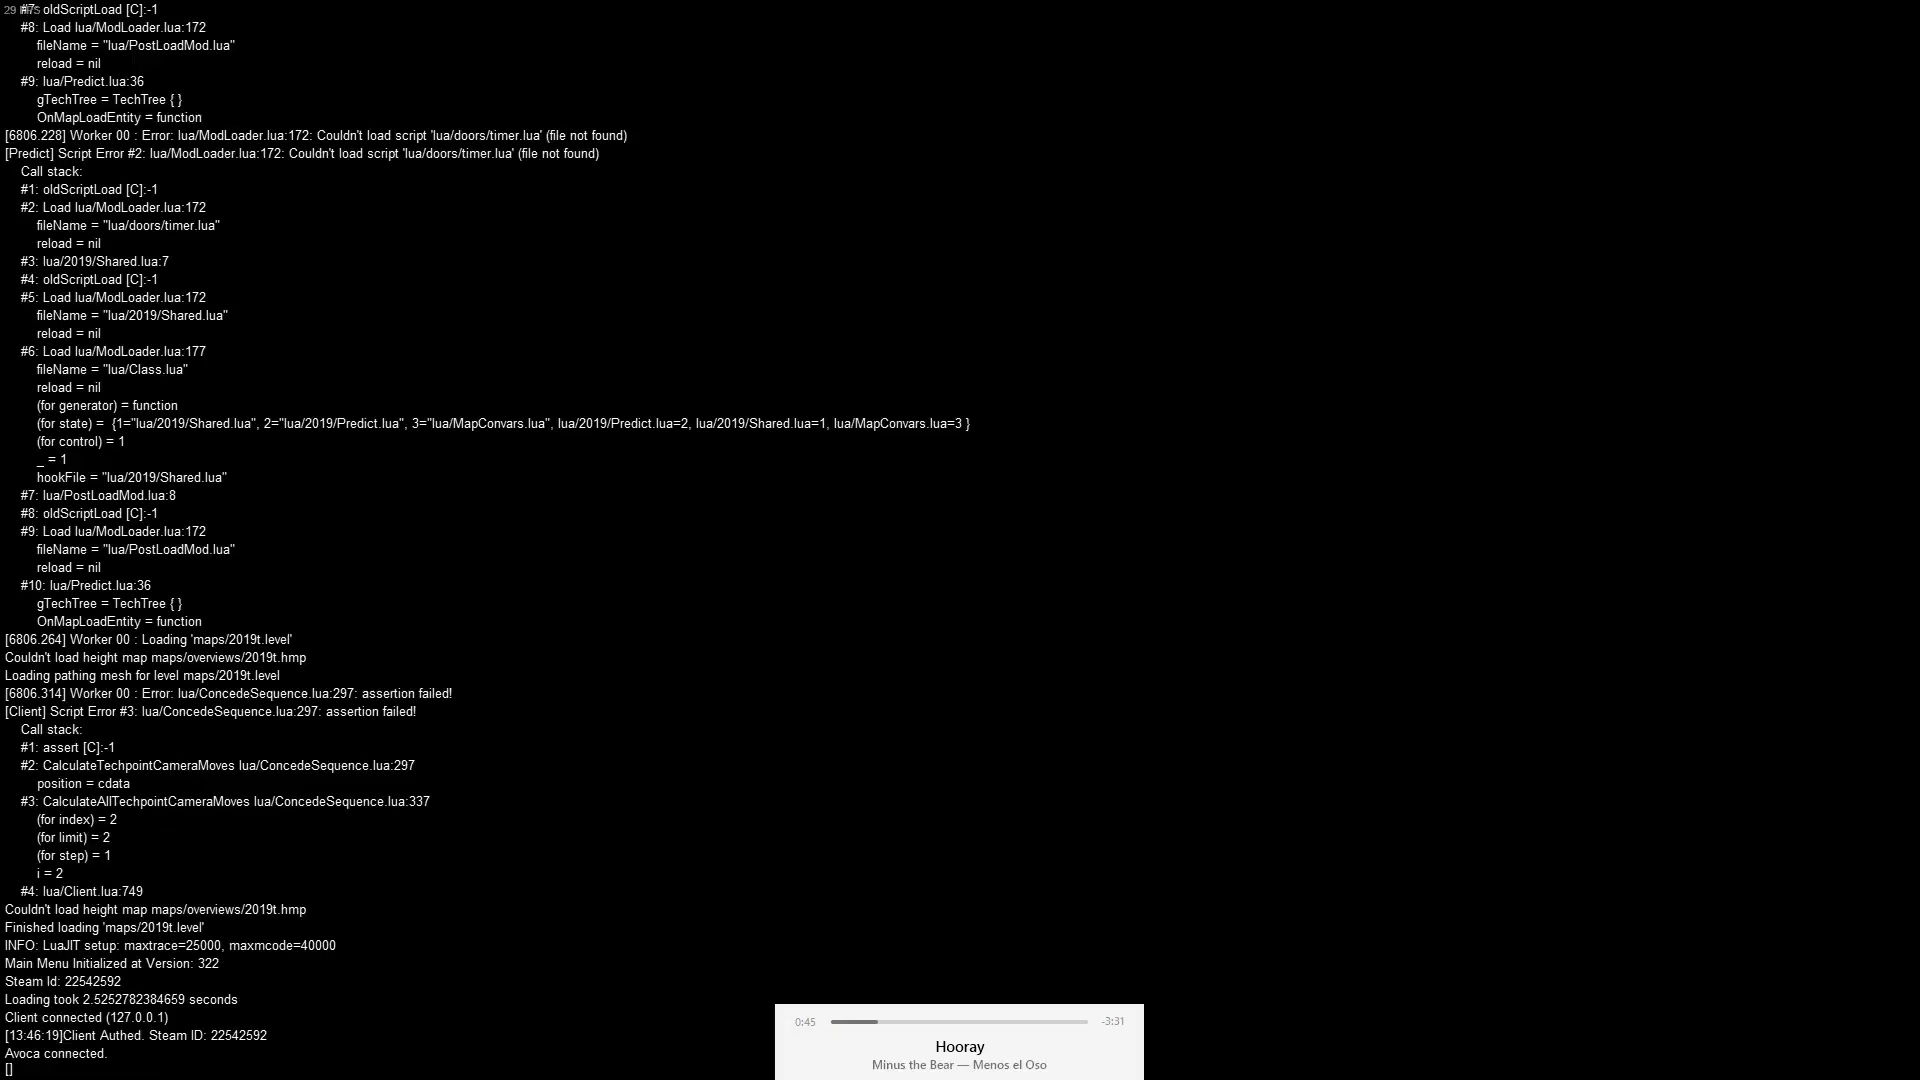 29 FPS
#7: oldScriptLoad [C]:-1
#8: Load lua/ModLoader.lua:172
fileName = "lua/PostLoadMod.lua"
reload = nil
#9: lua/Predict.lua:36
gTechTree = TechTree { }
OnMapLoadEntity = function
[6806.228] Worker 00 : Error: lua/ModLoader.lua:172: Couldn't load script 'lua/doors/timer.lua' (file not found)
[Predict] Script Error #2: lua/ModLoader.lua:172: Couldn't load script 'lua/doors/timer.lua' (file not found)
Call stack:
#1: oldScriptLoad [C]:-1
#2: Load lua/ModLoader.lua:172
fileName = "lua/doors/timer.lua"
reload = nil
#3: lua/2019/Shared.lua:7
#4: oldScriptLoad [C]:-1
#5: Load lua/ModLoader.lua:172
fileName = "lua/2019/Shared.lua"
reload = nil
#6: Load lua/ModLoader.lua:177
fileName = "lua/Class.lua"
reload = nil
(for generator) = function
(for state) =  {1="lua/2019/Shared.lua", 2="lua/2019/Predict.lua", 3="lua/MapConvars.lua", lua/2019/Predict.lua=2, lua/2019/Shared.lua=1, lua/MapConvars.lua=3 }
(for control) = 1
_ = 1
hookFile = "lua/2019/Shared.lua"
#7: lua/PostLoadMod.lua:8
#8: oldScriptLoad [C]:-1
#9: Load lua/ModLoader.lua:172
fileName = "lua/PostLoadMod.lua"
reload = nil
#10: lua/Predict.lua:36
gTechTree = TechTree { }
OnMapLoadEntity = function
[6806.264] Worker 00 : Loading 'maps/2019t.level'
Couldn't load height map maps/overviews/2019t.hmp
Loading pathing mesh for level maps/2019t.level
[6806.314] Worker 00 : Error: lua/ConcedeSequence.lua:297: assertion failed!
[Client] Script Error #3: lua/ConcedeSequence.lua:297: assertion failed!
Call stack:
#1: assert [C]:-1
#2: CalculateTechpointCameraMoves lua/ConcedeSequence.lua:297
position = cdata
#3: CalculateAllTechpointCameraMoves lua/ConcedeSequence.lua:337
(for index) = 2
(for limit) = 2
(for step) = 1
i = 2
#4: lua/Client.lua:749
Couldn't load height map maps/overviews/2019t.hmp
Finished loading 'maps/2019t.level'
INFO: LuaJIT setup: maxtrace=25000, maxmcode=40000
Main Menu Initialized at Version: 322
Steam Id: 22542592
Loading took 2.5252782384659 seconds
Client connected (127.0.0.1)
[13:46:19]Client Authed. Steam ID: 22542592
Avoca connected.
[]
0:45 -3:31
Hooray
Minus the Bear — Menos el Oso